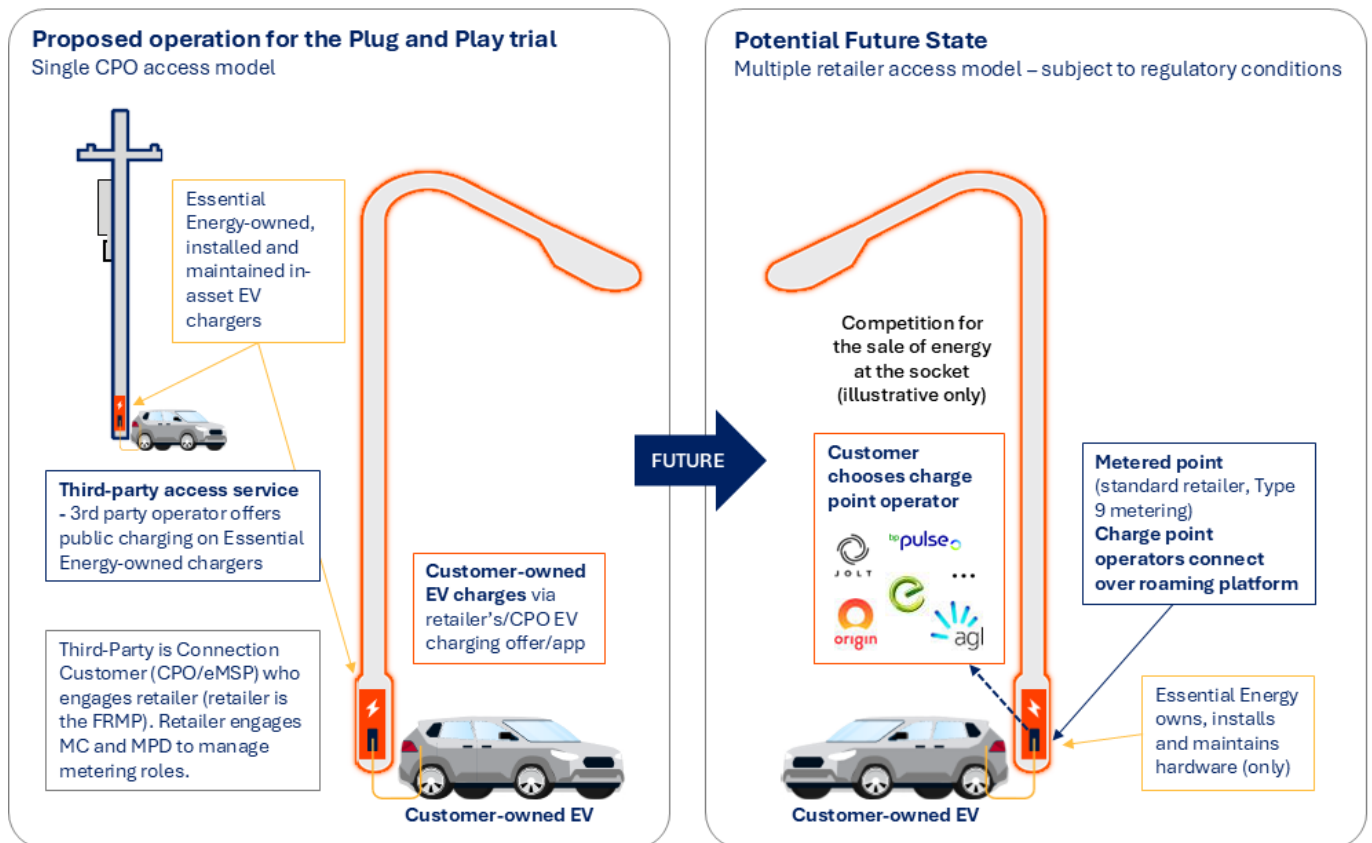 Proposed operation for the Plug and Play trial
Single CPO access model
Essential
Energy-owned,
installed and
maintained in-
asset EV
chargers
Third-party access service
- 3rd party operator offers
public charging on Essential
Energy-owned chargers
Customer-owned
EV charges via
retailer's/CPO EV
charging offer/app
Third-Party is Connection
Customer (CPO/eMSP) who
engages retailer (retailer is
the FRMP). Retailer engages
MC and MPD to manage
metering roles.
Customer-owned EV
FUTURE
Potential Future State
Multiple retailer access model – subject to regulatory conditions
Competition for
the sale of energy
at the socket
(illustrative only)
Customer
chooses charge
point operator
JOLT
bp pulse
...
origin
agl
Metered point
(standard retailer, Type
9 metering)
Charge point
operators connect
over roaming platform
Essential Energy
owns, installs
and maintains
hardware (only)
Customer-owned EV